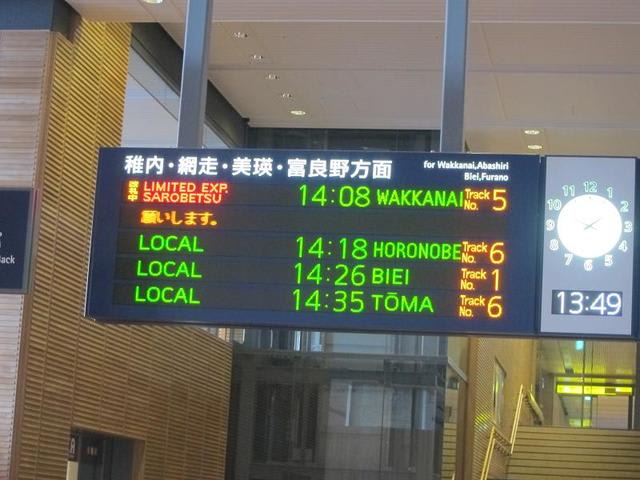 稚内・網走・美瑛・富良野方面 for Wakkanai,Abashiri
Biei,Furano
改札中 LIMITED EXP. SAROBETSU 14:08 WAKKANAI Track No. 5
願いします。
LOCAL 14:18 HORONOBE Track No. 6
LOCAL 14:26 BIEI Track No. 1
LOCAL 14:35 TŌMA Track No. 6
12 1 2 3 4 5 6 7 8 9 10 11
13:49